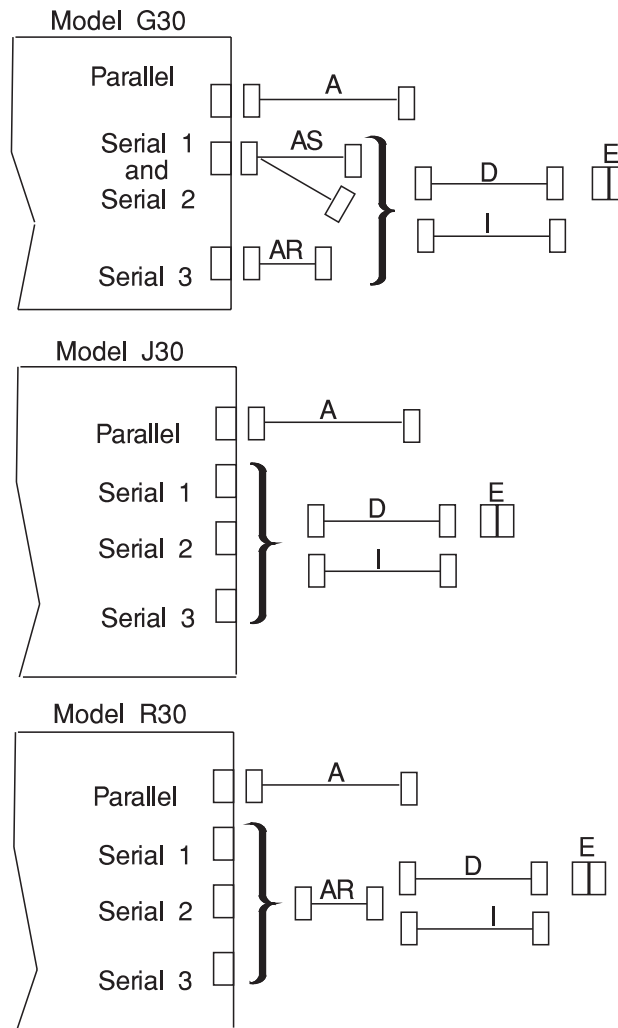 Model G30
Parallel
A
Serial 1
and
Serial 2
AS
D
E
I
Serial 3
AR
Model J30
Parallel
A
Serial 1
Serial 2
Serial 3
D
E
I
Model R30
Parallel
A
Serial 1
Serial 2
Serial 3
AR
D
E
I